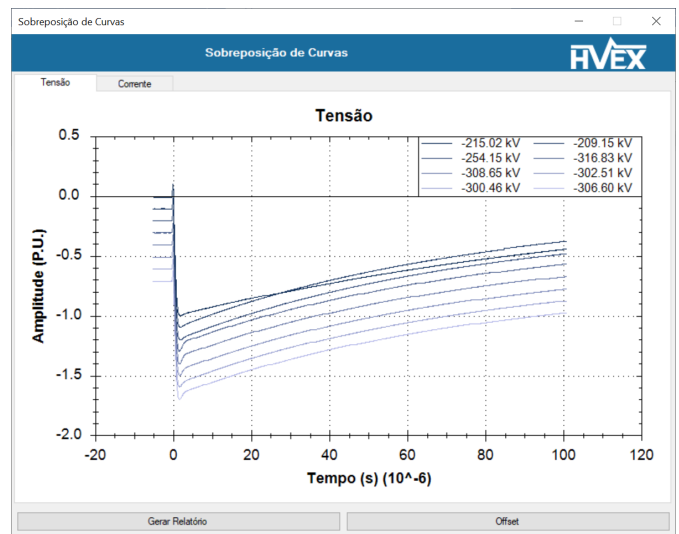 Sobreposição de Curvas
Sobreposição de Curvas
HVEX
Tensão Corrente
Tensão
-215.02 kV -209.15 kV
-254.15 kV -316.83 kV
-308.65 kV -302.51 kV
-300.46 kV -306.60 kV
Amplitude (P.U.)
0.5
0.0
-0.5
-1.0
-1.5
-2.0
-20 0 20 40 60 80 100 120
Tempo (s) (10^-6)
Gerar Relatório Offset